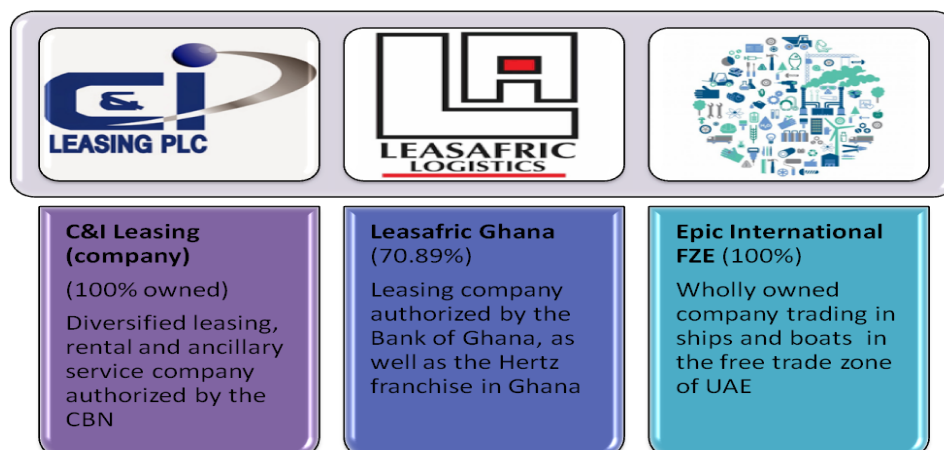 C&I
LEASING PLC
LA
LEASAFRIC
LOGISTICS
C&I Leasing
(company)
(100% owned)
Diversified leasing,
rental and ancillary
service company
authorized by the
CBN
Leasafric Ghana
(70.89%)
Leasing company
authorized by the
Bank of Ghana, as
well as the Hertz
franchise in Ghana
Epic International
FZE (100%)
Wholly owned
company trading in
ships and boats in
the free trade zone
of UAE